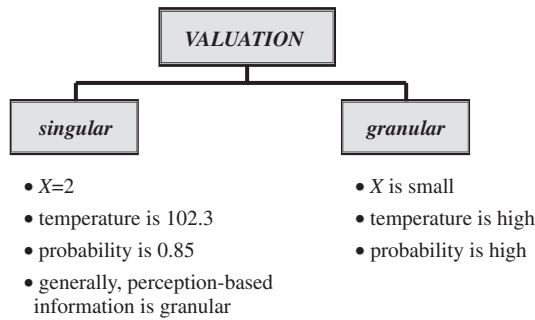 VALUATION
singular
• X=2
• temperature is 102.3
• probability is 0.85
• generally, perception-based
information is granular
granular
• X is small
• temperature is high
• probability is high